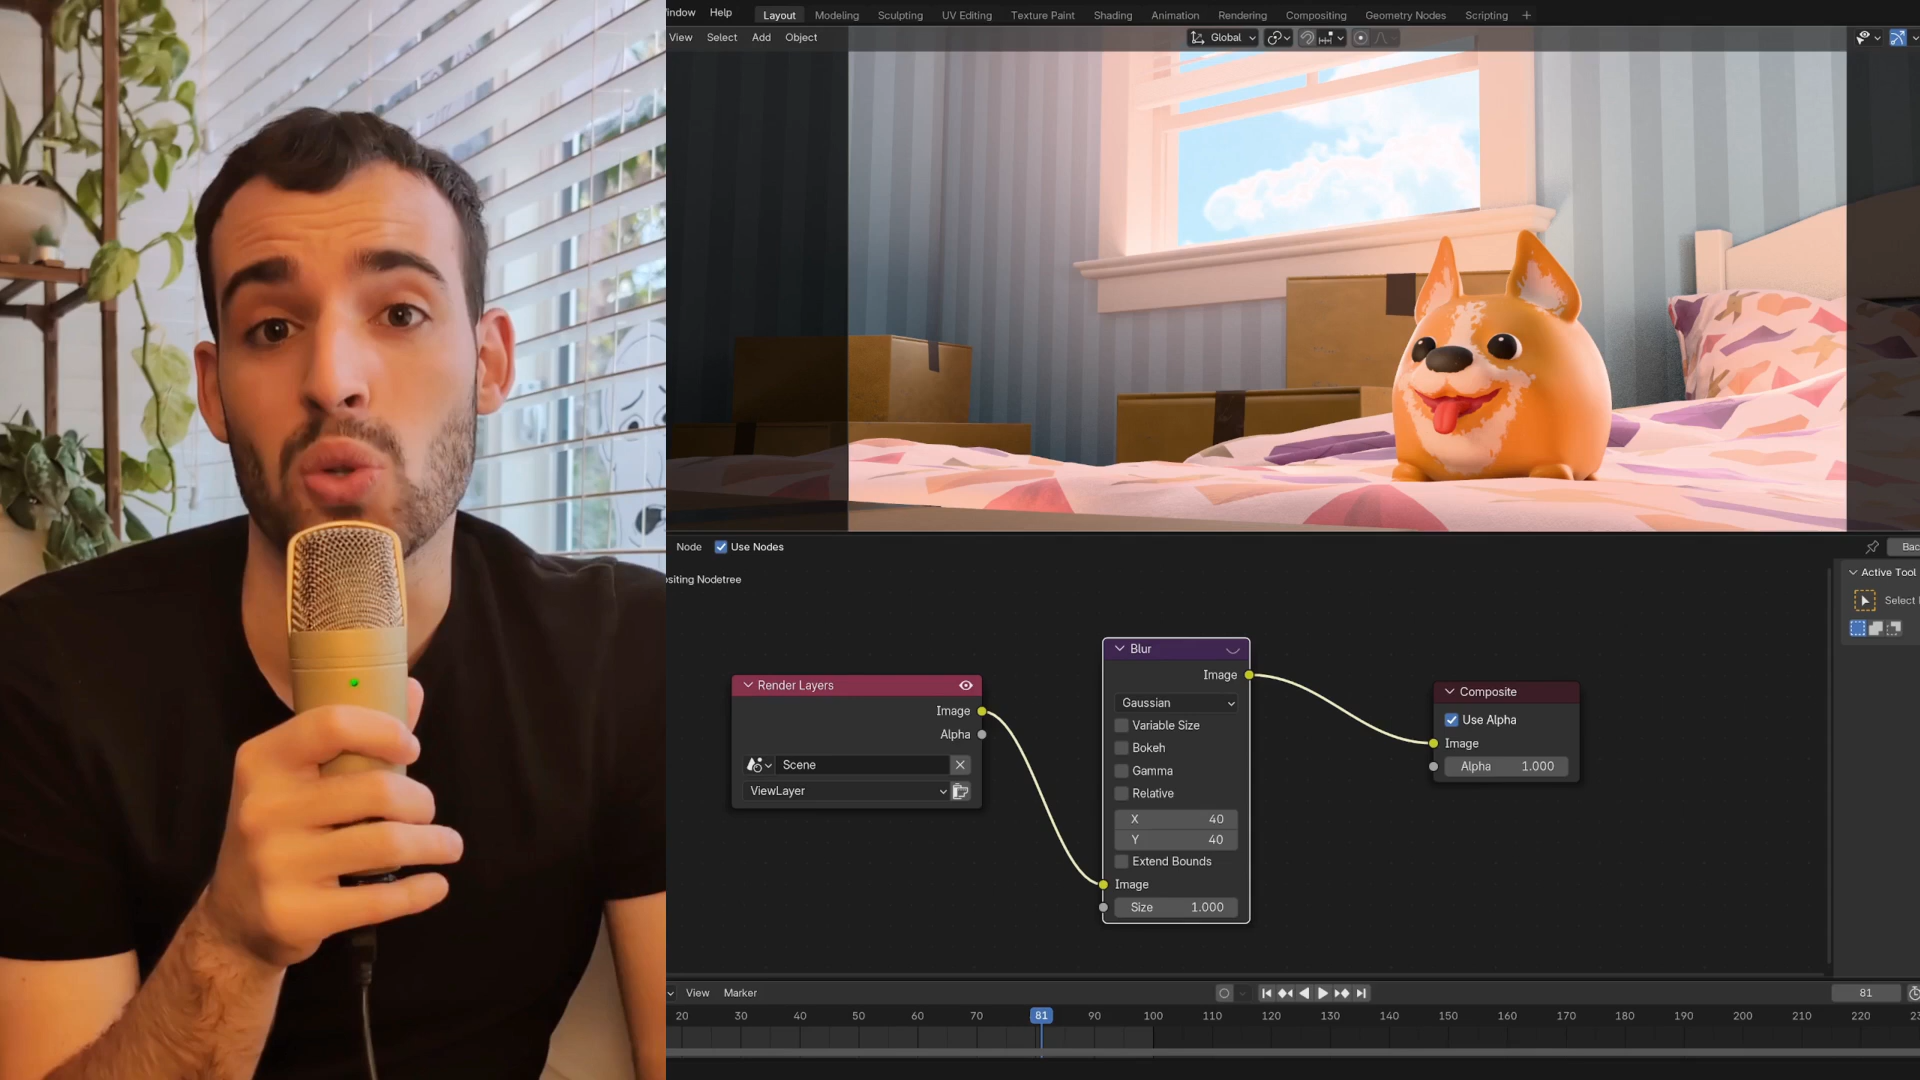 indow Help Layout Modeling Sculpting UV Editing Texture Paint Shading Animation Rendering Compositing Geometry Nodes Scripting +
View Select Add Object Global
Node Use Nodes Bac
ositing Nodetree
Active Tool
Select
Render Layers
Image
Alpha
Scene
ViewLayer
Blur
Image
Gaussian
Variable Size
Bokeh
Gamma
Relative
X 40
Y 40
Extend Bounds
Image
Size 1.000
Composite
Use Alpha
Image
Alpha 1.000
View Marker 81
20 30 40 50 60 70 81 90 100 110 120 130 140 150 160 170 180 190 200 210 220 23